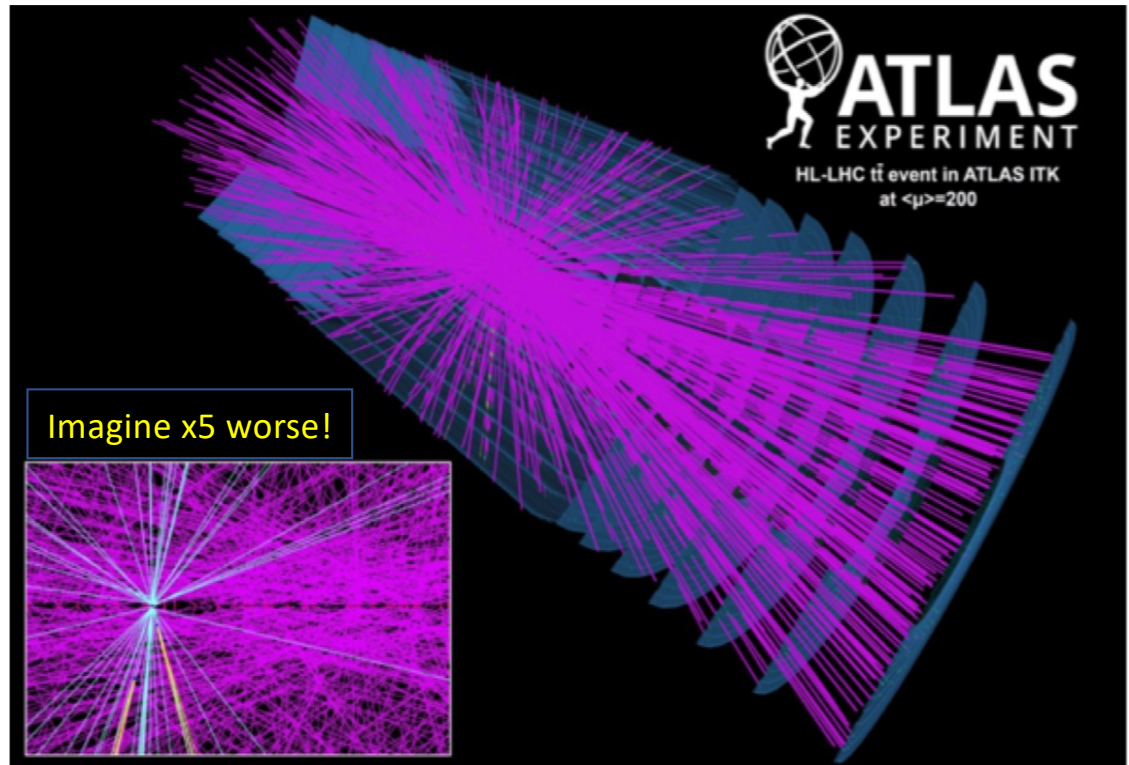 ATLAS
EXPERIMENT
HL-LHC tt̄ event in ATLAS ITK
at <μ>=200
Imagine x5 worse!